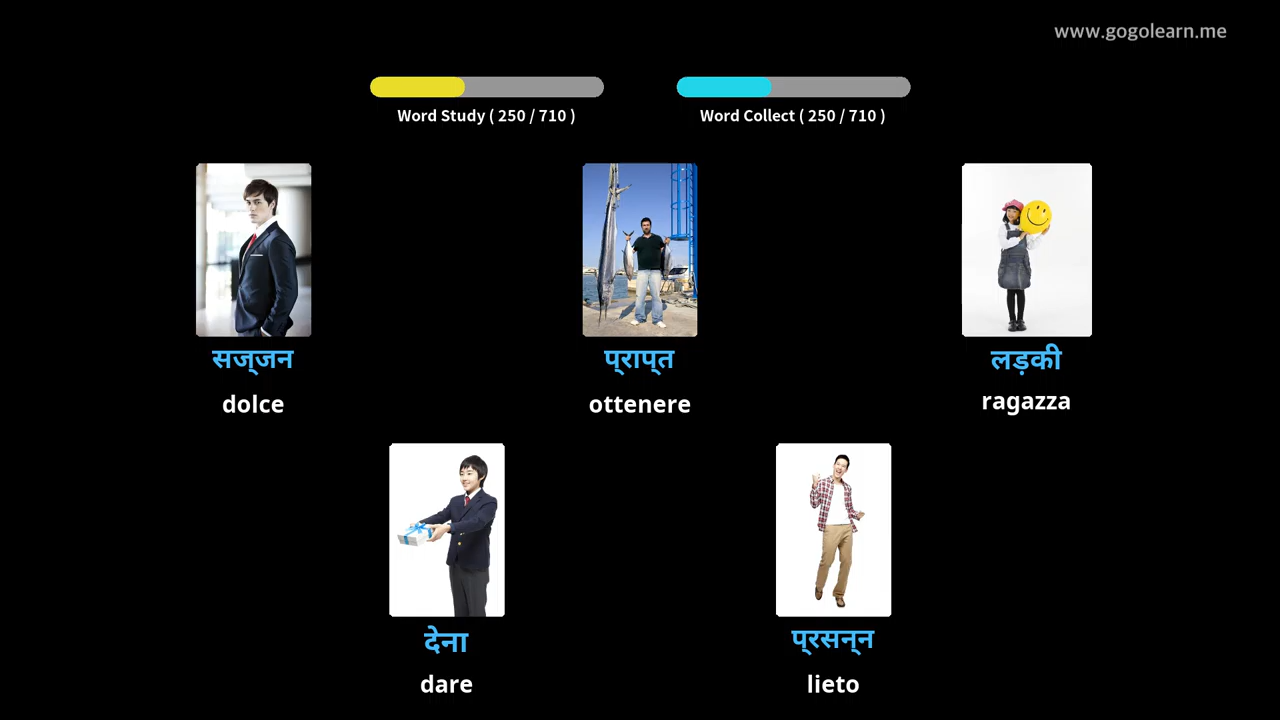 www.gogolearn.me
Word Study ( 250 / 710 )
Word Collect ( 250 / 710 )
सज्‌जन
dolce
प्‌राप्‌त
ottenere
लड़की
ragazza
देना
dare
प्‌रसन्‌न
lieto